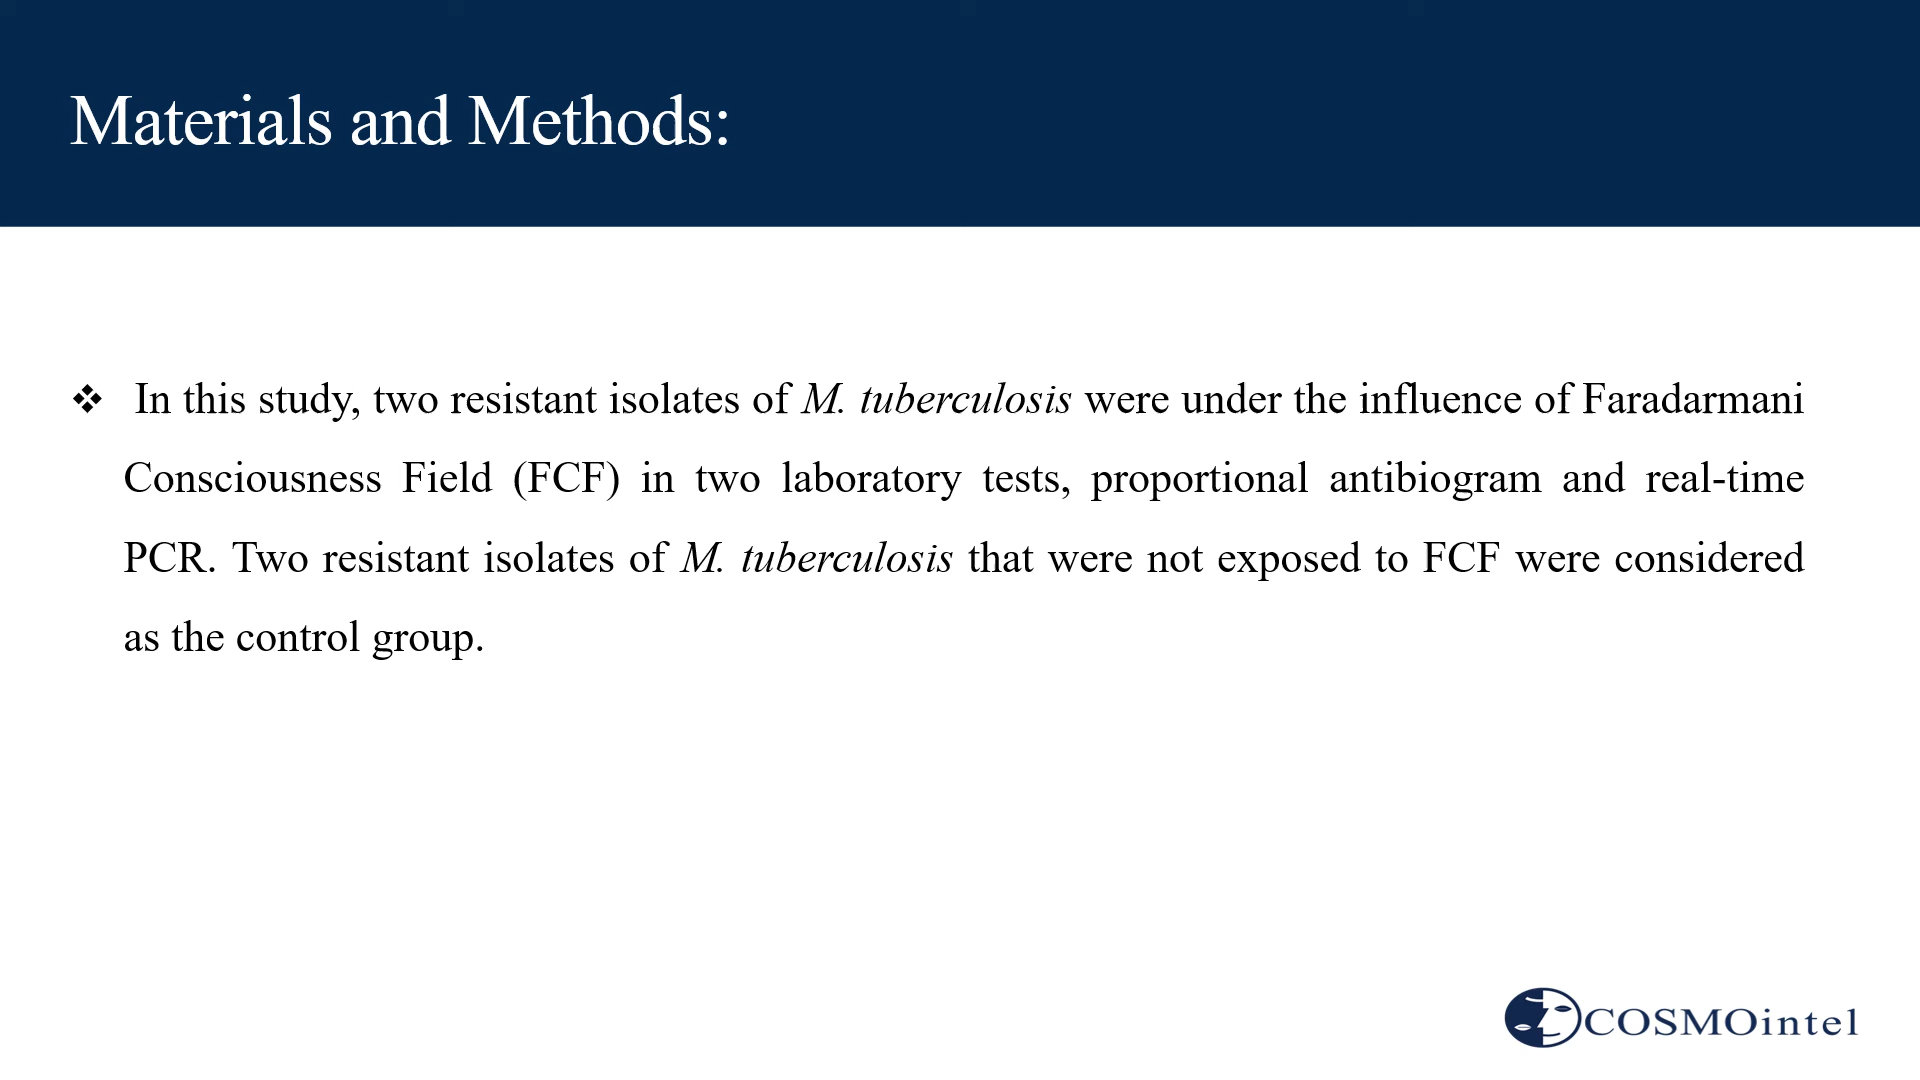 Materials and Methods:
❖ In this study, two resistant isolates of M. tuberculosis were under the influence of Faradarmani
Consciousness Field (FCF) in two laboratory tests, proportional antibiogram and real-time
PCR. Two resistant isolates of M. tuberculosis that were not exposed to FCF were considered
as the control group.
COSMOintel